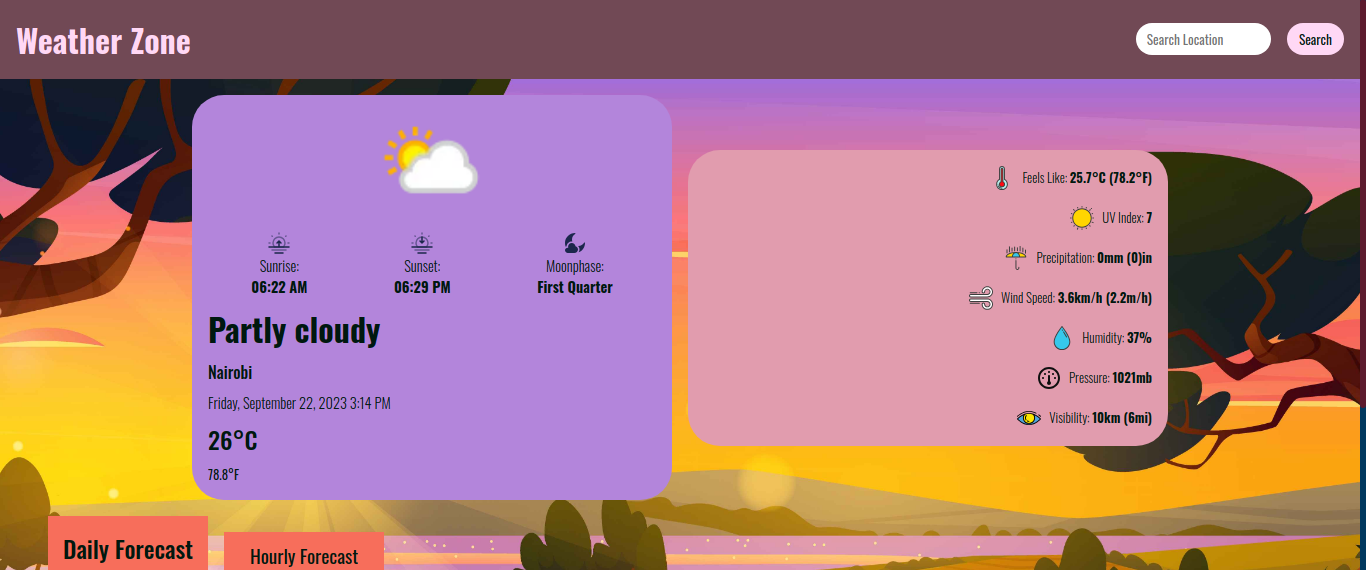 Weather Zone
Search Location
Search
Sunrise:
06:22 AM
Sunset:
06:29 PM
Moonphase:
First Quarter
Partly cloudy
Nairobi
Friday, September 22, 2023 3:14 PM
26°C
78.8°F
Feels Like: 25.7°C (78.2°F)
UV Index: 7
Precipitation: 0mm (0)in
Wind Speed: 3.6km/h (2.2m/h)
Humidity: 37%
Pressure: 1021mb
Visibility: 10km (6mi)
Daily Forecast
Hourly Forecast